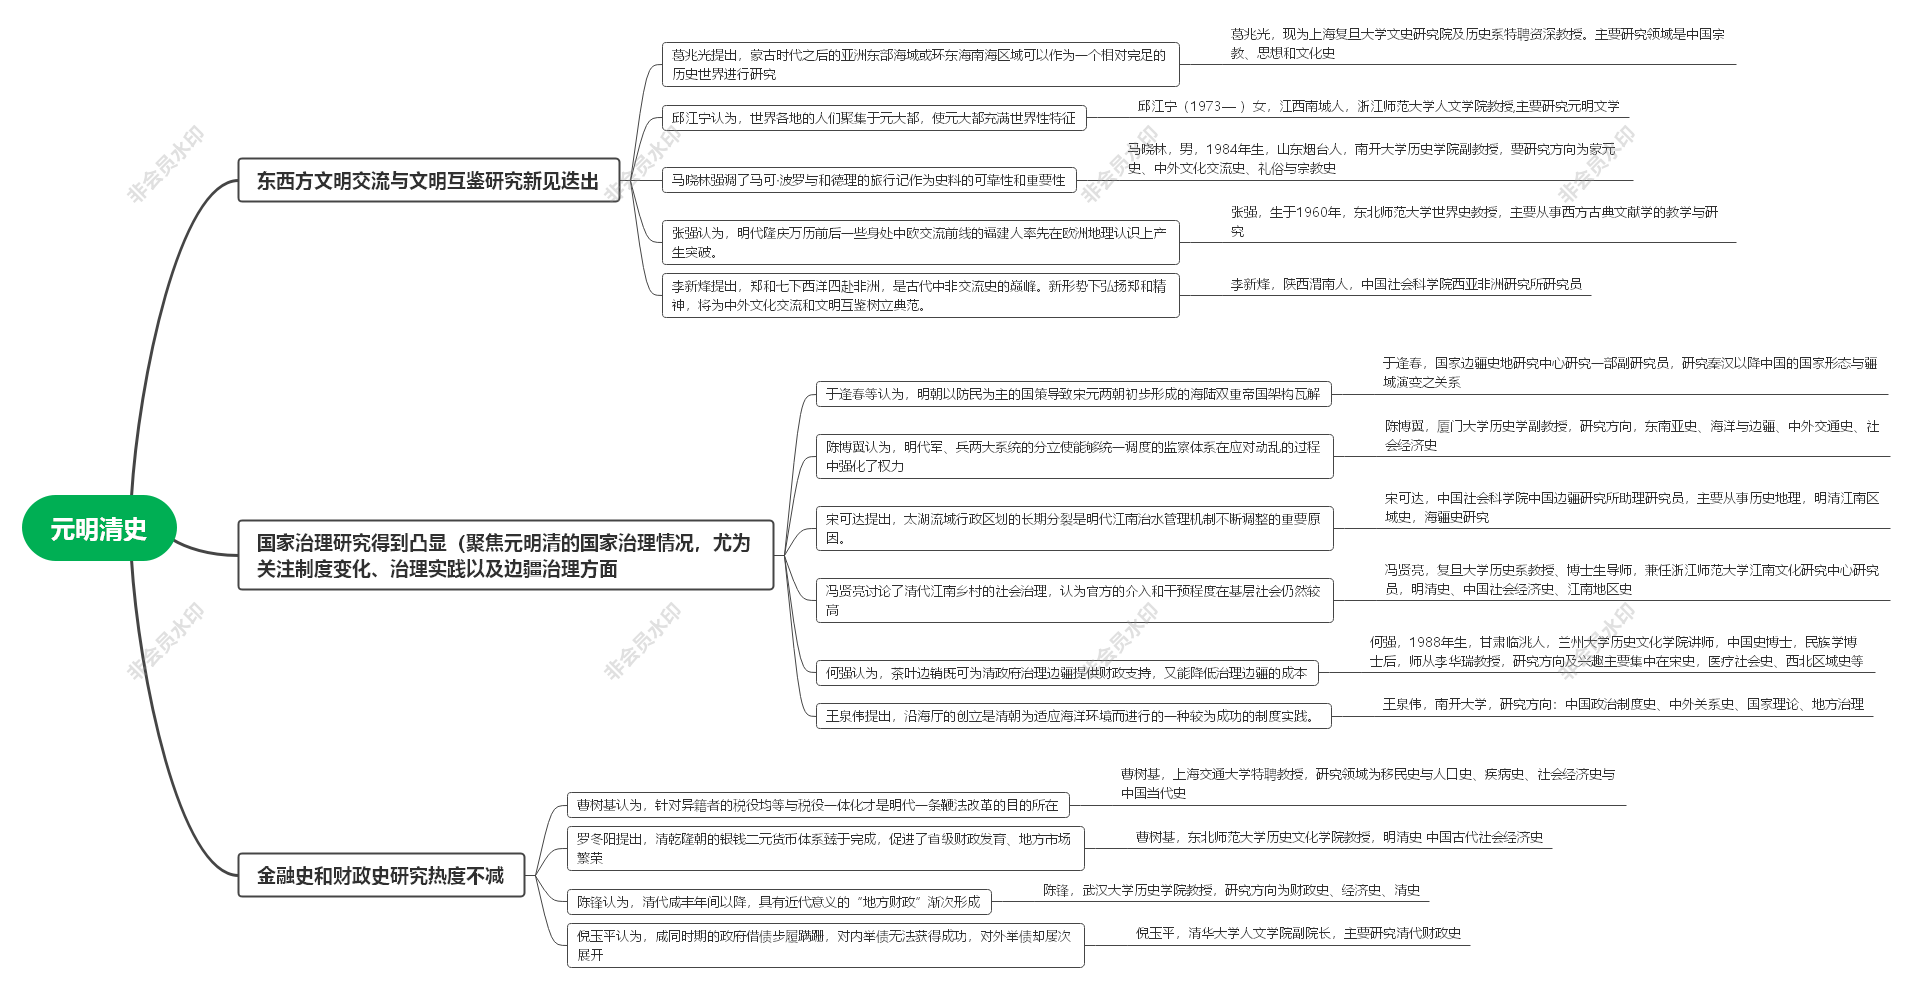 元明清史
东西方文明交流与文明互鉴研究新见迭出
葛兆光提出，蒙古时代之后的亚洲东部海域或环东海南海区域可以作为一个相对完足的
历史世界进行研究
葛兆光，现为上海复旦大学文史研究院及历史系特聘资深教授。主要研究领域是中国宗
教、思想和文化史
邱江宁认为，世界各地的人们聚集于元大都，使元大都充满世界性特征
邱江宁（1973— ）女，江西南城人，浙江师范大学人文学院教授,主要研究元明文学
马晓林强调了马可·波罗与和德理的旅行记作为史料的可靠性和重要性
马晓林，男，1984年生，山东烟台人，南开大学历史学院副教授，要研究方向为蒙元
史、中外文化交流史、礼俗与宗教史
张强认为，明代隆庆万历前后一些身处中欧交流前线的福建人率先在欧洲地理认识上产
生突破。
张强，生于1960年，东北师范大学世界史教授，主要从事西方古典文献学的教学与研
究
李新烽提出，郑和七下西洋四赴非洲，是古代中非交流史的巅峰。新形势下弘扬郑和精
神，将为中外文化交流和文明互鉴树立典范。
李新烽，陕西渭南人，中国社会科学院西亚非洲研究所研究员
国家治理研究得到凸显（聚焦元明清的国家治理情况，尤为
关注制度变化、治理实践以及边疆治理方面
于逢春等认为，明朝以防民为主的国策导致宋元两朝初步形成的海陆双重帝国架构瓦解
于逢春，国家边疆史地研究中心研究一部副研究员，研究秦汉以降中国的国家形态与疆
域演变之关系
陈博翼认为，明代军、兵两大系统的分立使能够统一调度的监察体系在应对动乱的过程
中强化了权力
陈博翼，厦门大学历史学副教授，研究方向，东南亚史、海洋与边疆、中外交通史、社
会经济史
宋可达提出，太湖流域行政区划的长期分裂是明代江南治水管理机制不断调整的重要原
因。
宋可达，中国社会科学院中国边疆研究所助理研究员，主要从事历史地理，明清江南区
域史，海疆史研究
冯贤亮讨论了清代江南乡村的社会治理，认为官方的介入和干预程度在基层社会仍然较
高
冯贤亮，复旦大学历史系教授、博士生导师，兼任浙江师范大学江南文化研究中心研究
员，明清史、中国社会经济史、江南地区史
何强认为，茶叶边销既可为清政府治理边疆提供财政支持，又能降低治理边疆的成本
何强，1988年生，甘肃临洮人，兰州大学历史文化学院讲师，中国史博士，民族学博
士后，师从李华瑞教授，研究方向及兴趣主要集中在宋史，医疗社会史、西北区域史等
王泉伟提出，沿海厅的创立是清朝为适应海洋环境而进行的一种较为成功的制度实践。
王泉伟，南开大学，研究方向：中国政治制度史、中外关系史、国家理论、地方治理
金融史和财政史研究热度不减
曹树基认为，针对异籍者的税役均等与税役一体化才是明代一条鞭法改革的目的所在
曹树基，上海交通大学特聘教授，研究领域为移民史与人口史、疾病史、社会经济史与
中国当代史
罗冬阳提出，清乾隆朝的银钱二元货币体系臻于完成，促进了省级财政发育、地方市场
繁荣
曹树基，东北师范大学历史文化学院教授，明清史 中国古代社会经济史
陈锋认为，清代咸丰年间以降，具有近代意义的“地方财政”渐次形成
陈锋，武汉大学历史学院教授，研究方向为财政史、经济史、清史
倪玉平认为，咸同时期的政府借债步履蹒跚，对内举债无法获得成功，对外举债却屡次
展开
倪玉平，清华大学人文学院副院长，主要研究清代财政史
非会员水印
非会员水印
非会员水印
非会员水印
非会员水印
非会员水印
非会员水印
非会员水印